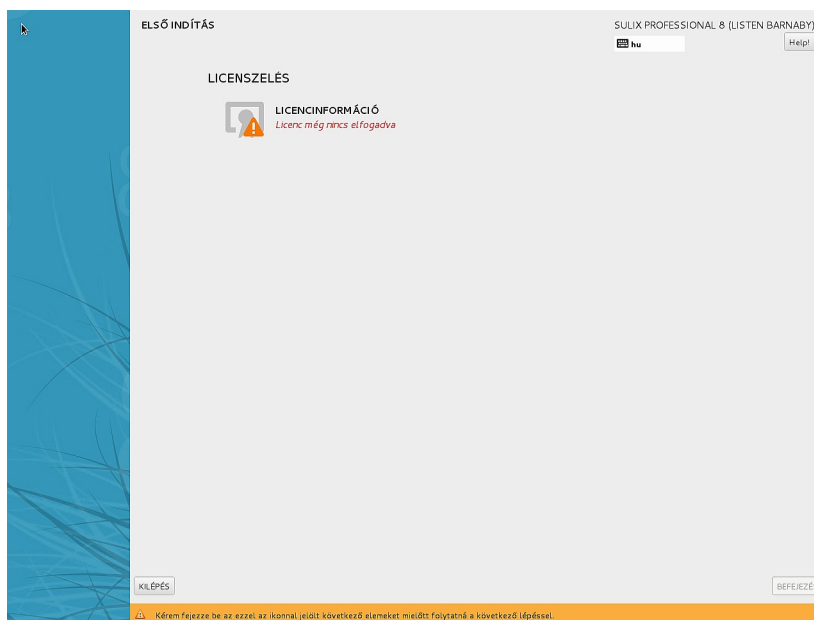 ELSŐ INDÍTÁS
SULIX PROFESSIONAL 8 (LISTEN BARNABY)
hu
Help!
LICENSZELÉS
LICENCINFORMÁCIÓ
Licenc még nincs elfogadva
KILÉPÉS
BEFEJEZÉ
Kérem fejezze be az ezzel az ikonnal jelölt következő elemeket mielőtt folytatná a következő lépéssel.